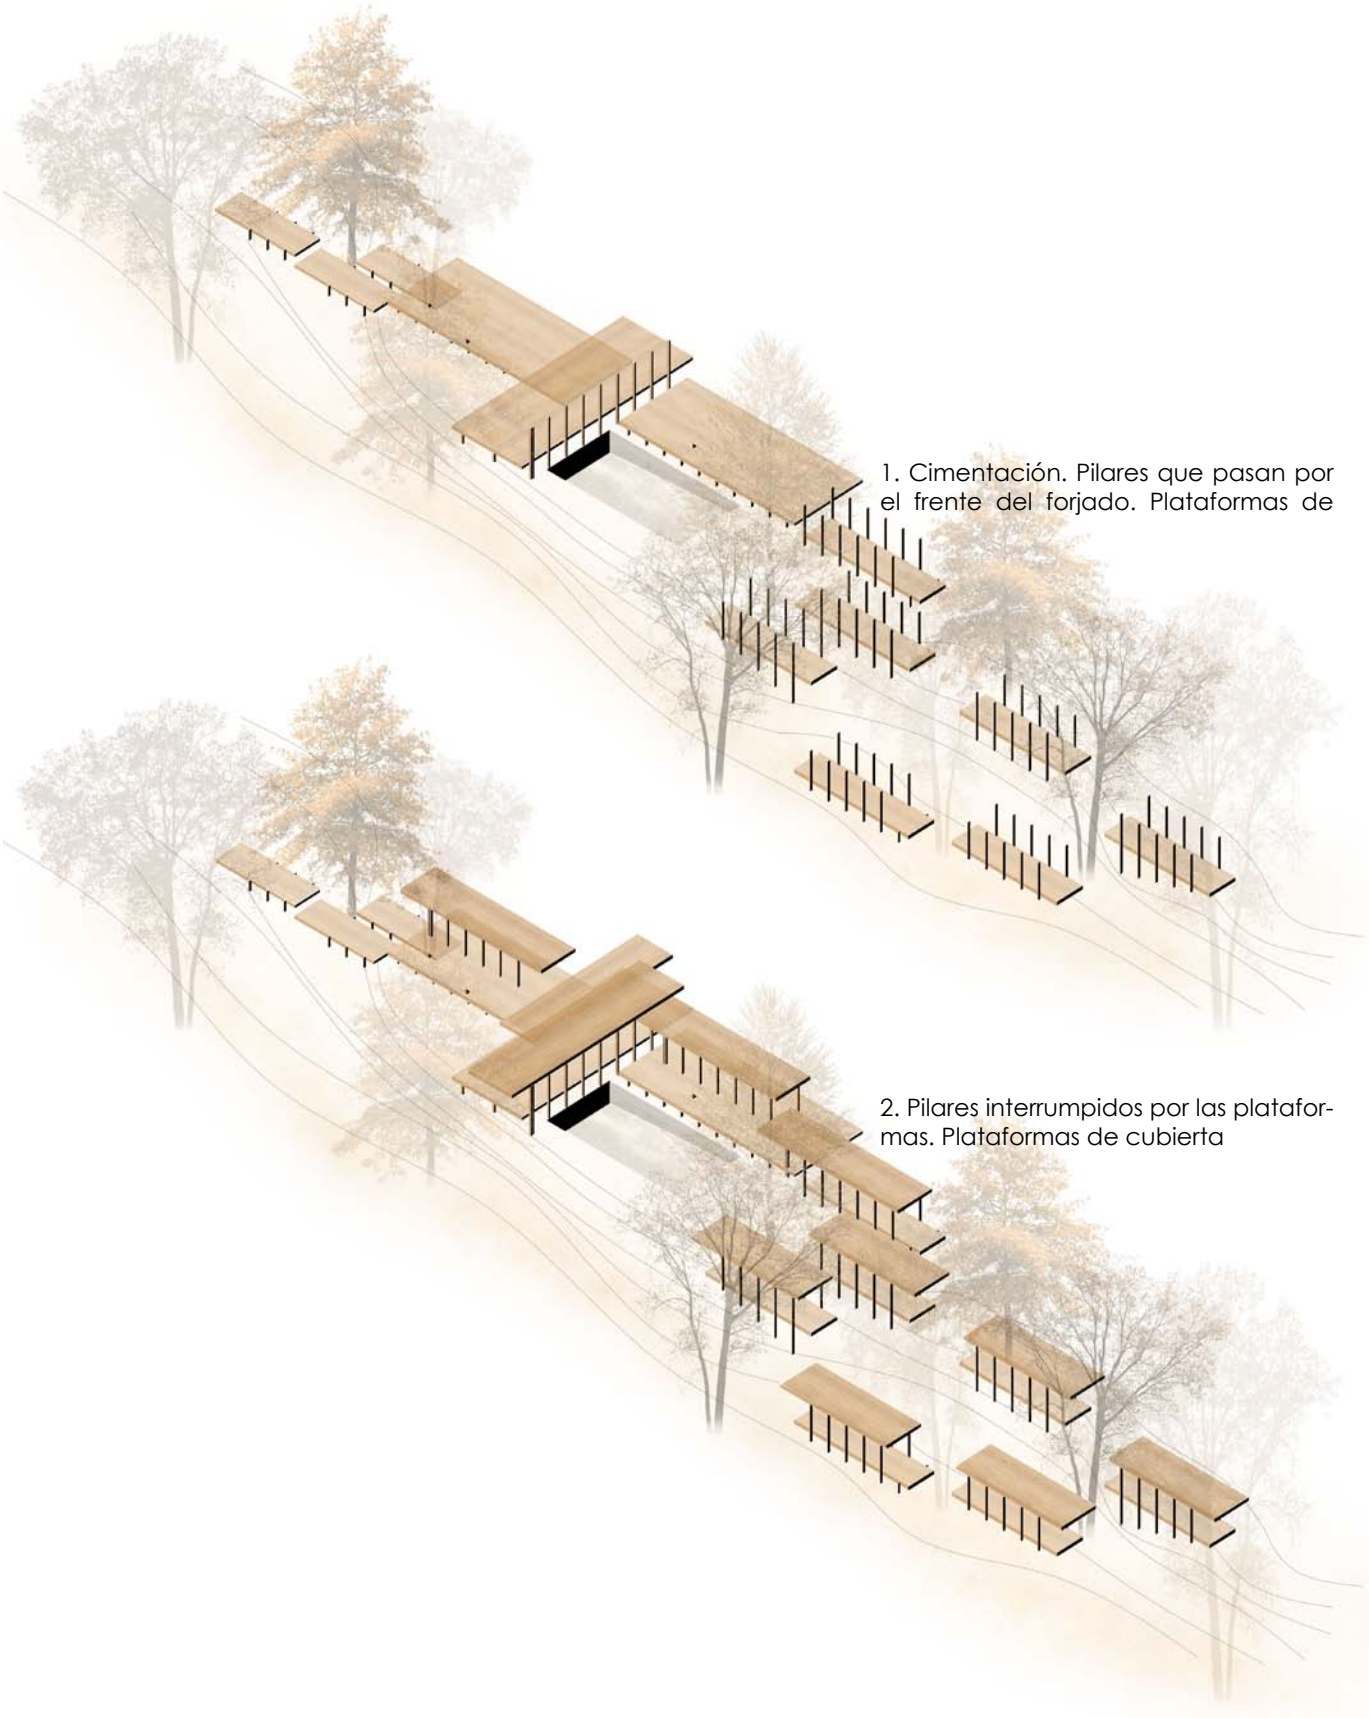 1. Cimentación. Pilares que pasan por
el frente del forjado. Plataformas de
2. Pilares interrumpidos por las platafor-
mas. Plataformas de cubierta